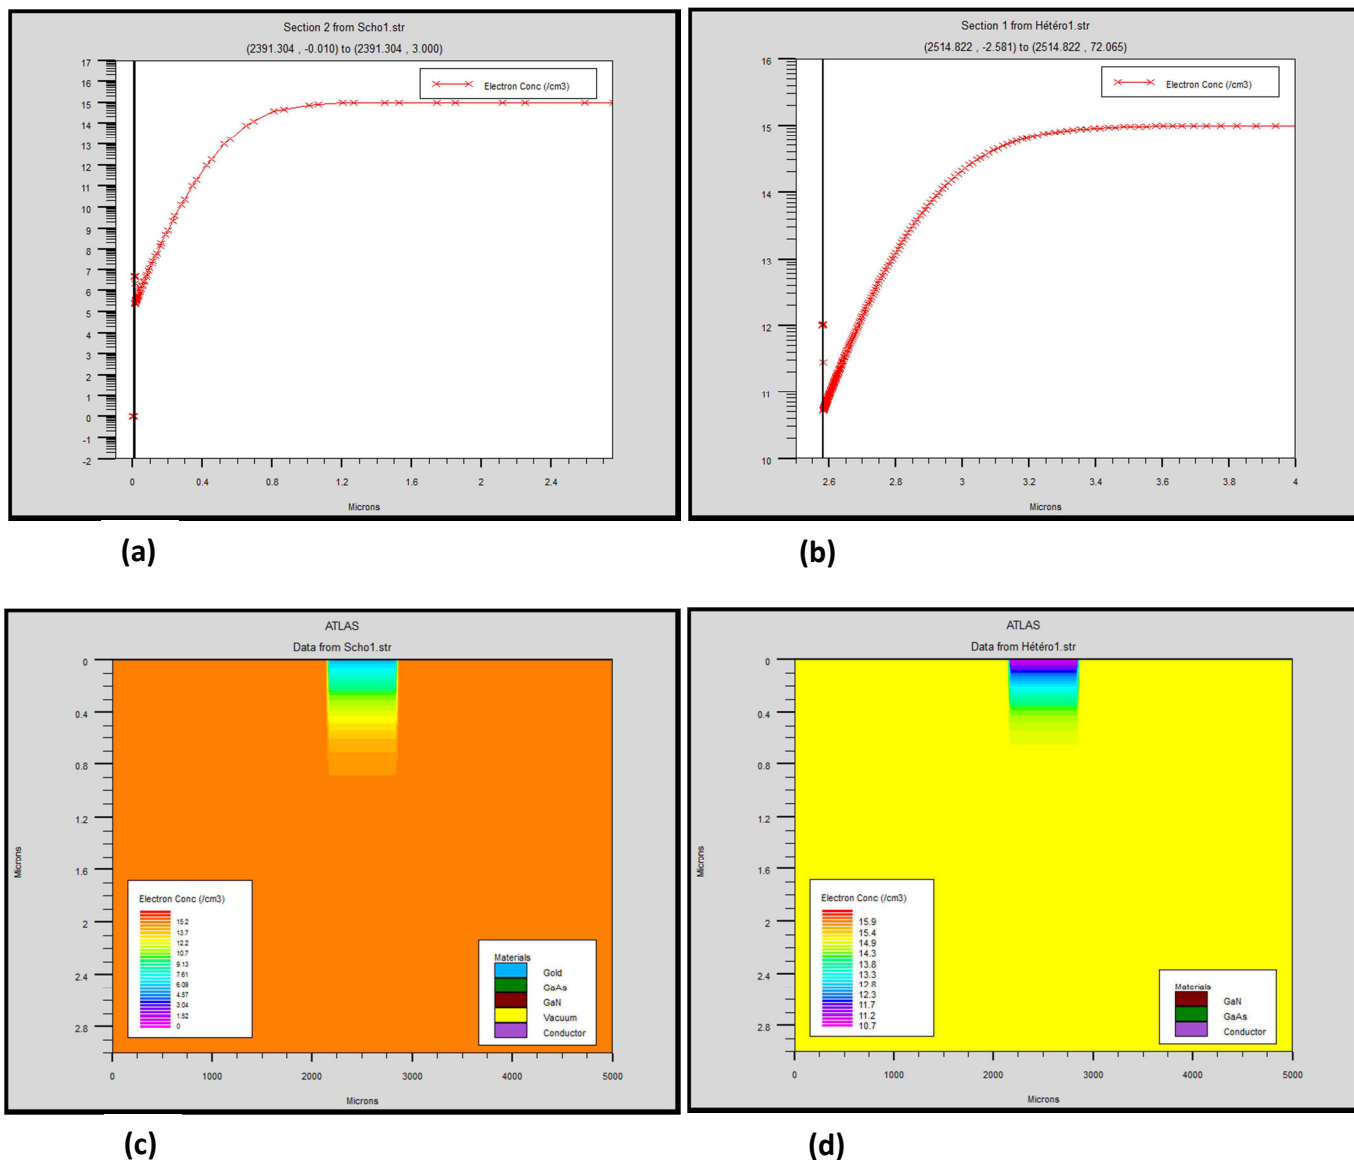 Section 2 from Scho1.str
(2391.304 , -0.010) to (2391.304 , 3.000)
Electron Conc (/cm3)
17
16
15
14
13
12
11
10
9
8
7
6
5
4
3
2
1
0
-1
-2
0
0.4
0.8
1.2
1.6
2
2.4
Microns
(a)
Section 1 from Hétéro1.str
(2514.822 , -2.581) to (2514.822 , 72.065)
Electron Conc (/cm3)
16
15
14
13
12
11
10
2.6
2.8
3
3.2
3.4
3.6
3.8
4
Microns
(b)
ATLAS
Data from Scho1.str
0
0.4
0.8
1.2
1.6
2
2.4
2.8
Microns
Electron Conc (/cm3)
15.2
13.7
12.2
10.7
9.13
7.61
6.09
4.57
3.04
1.52
0
Materials
Gold
GaAs
GaN
Vacuum
Conductor
0
1000
2000
3000
4000
5000
Microns
(c)
ATLAS
Data from Hétéro1.str
0
0.4
0.8
1.2
1.6
2
2.4
2.8
Microns
Electron Conc (/cm3)
15.9
15.4
14.9
14.3
13.8
13.3
12.8
12.3
11.7
11.2
10.7
Materials
GaN
GaAs
Conductor
0
1000
2000
3000
4000
5000
Microns
(d)